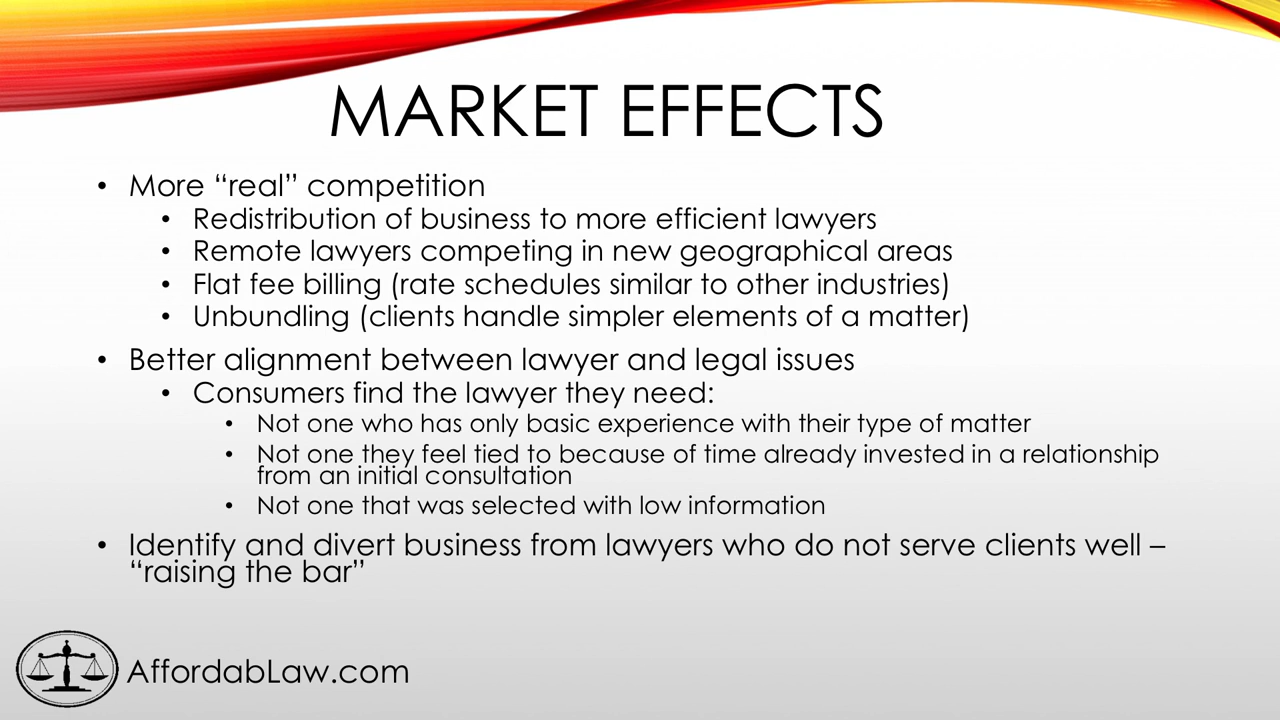 MARKET EFFECTS
• More “real” competition
• Redistribution of business to more efficient lawyers
• Remote lawyers competing in new geographical areas
• Flat fee billing (rate schedules similar to other industries)
• Unbundling (clients handle simpler elements of a matter)
• Better alignment between lawyer and legal issues
• Consumers find the lawyer they need:
• Not one who has only basic experience with their type of matter
• Not one they feel tied to because of time already invested in a relationship
from an initial consultation
• Not one that was selected with low information
• Identify and divert business from lawyers who do not serve clients well –
“raising the bar”
AffordabLaw.com